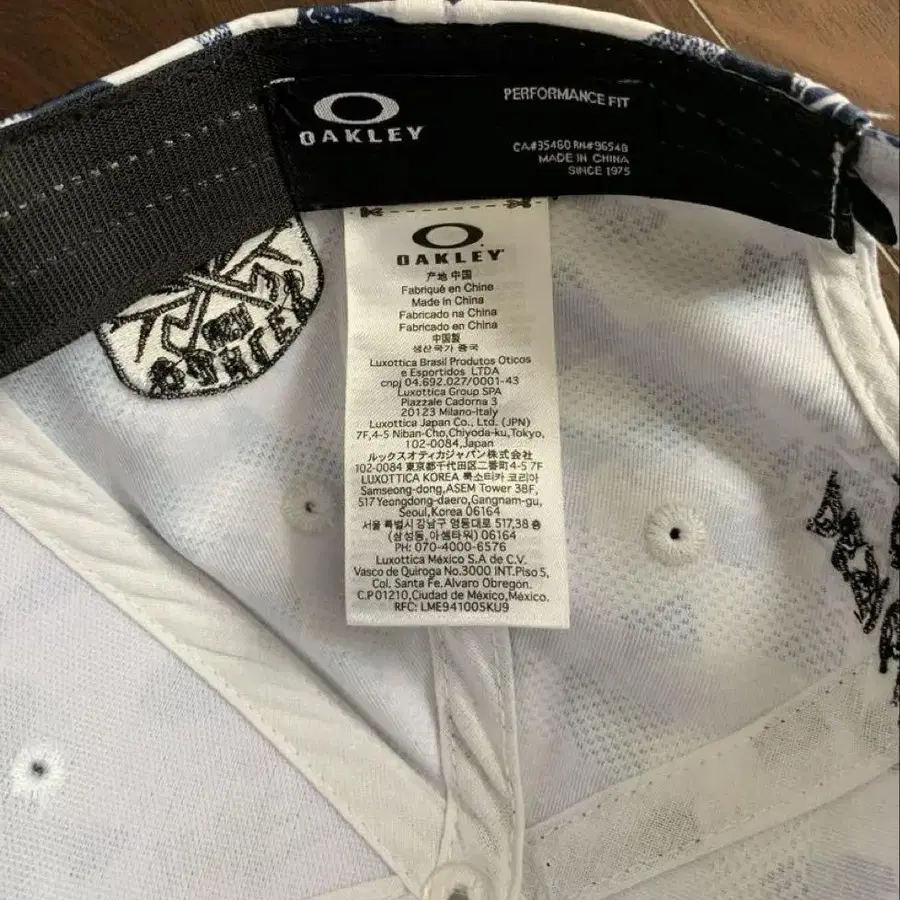 OAKLEY
PERFORMANCE FIT
CA#35460 RN#96548
MADE IN CHINA
SINCE 1975
OAKLEY
产地 中国
Fabriqué en Chine
Made in China
Fabricado na China
Fabricado en China
中国製
생산국가 중국
Luxottica Brasil Produtos Oticos
e Esportidos LTDA
cnpj 04.692.027/0001-43
Luxottica Group SPA
Piazzale Cadorna 3
20123 Milano-Italy
Luxottica Japan Co., Ltd. (JPN)
7F,4-5 Niban-Cho,Chiyoda-ku,Tokyo,
102-0084,Japan
ルックスオティカジャパン株式会社
102-0084 東京都千代田区二番町4-5 7F
LUXOTTICA KOREA 룩소티카 코리아
Samseong-dong,ASEM Tower 38F,
517 Yeongdong-daero,Gangnam-gu,
Seoul,Korea 06164
서울 특별시 강남구 영동대로 517,38 층
(삼성동,아셈타워) 06164
PH: 070-4000-6576
Luxottica México S.A de C.V.
Vasco de Quiroga No.3000 INT.Piso 5,
Col. Santa Fe. Alvaro Obregón.
C.P 01210,Ciudad de México,México.
RFC: LME941005KU9